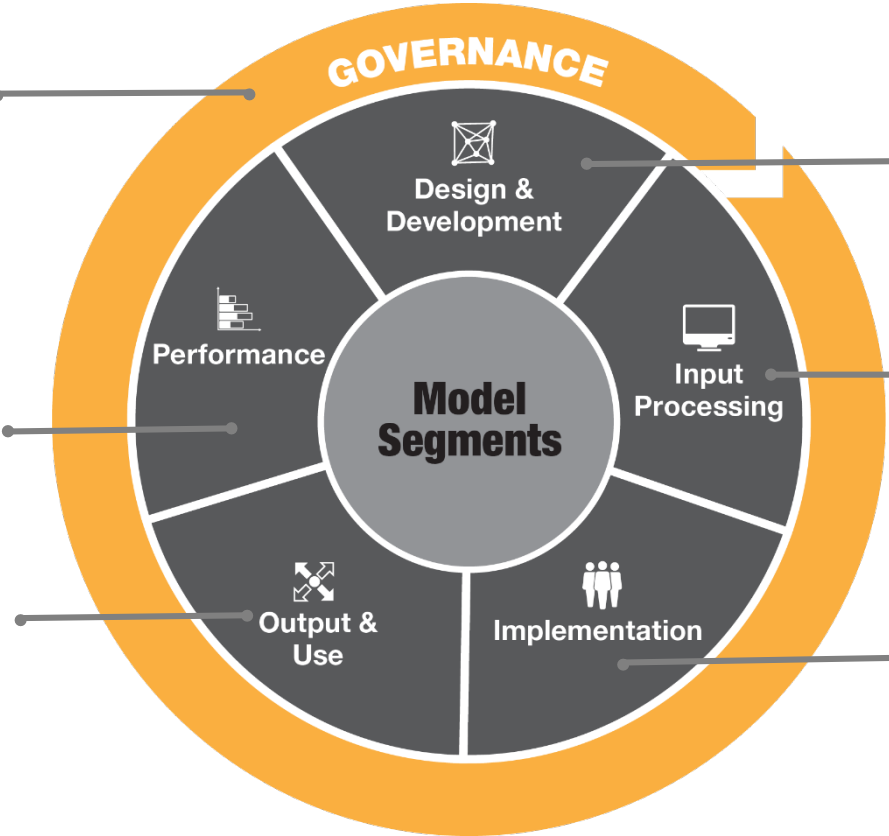 GOVERNANCE
Design &
Development
Input
Processing
Implementation
Output &
Use
Performance
Model
Segments